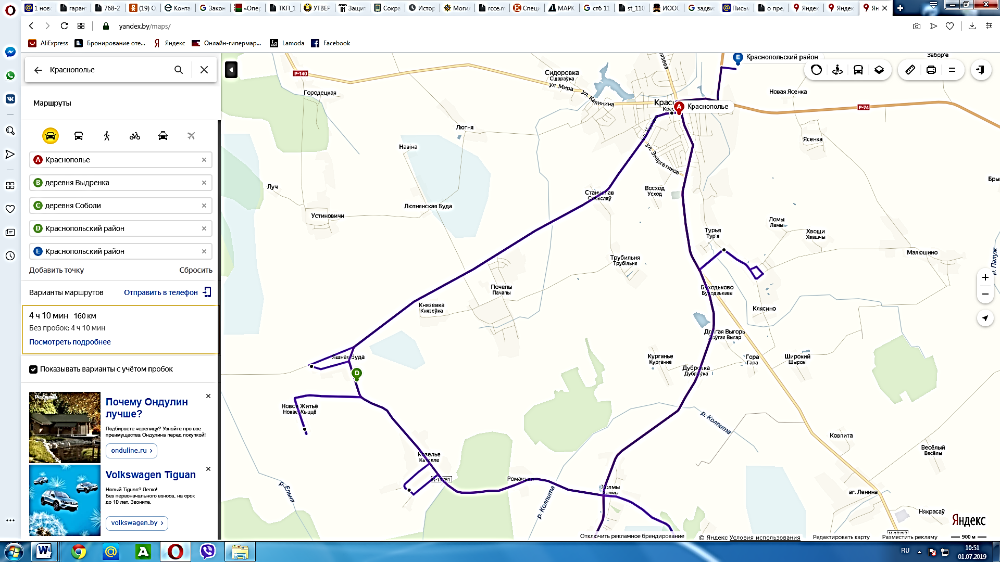 1 нов
гарант
768-2
(19) О
Конта
Закон
«Опер
ТКП_1
УТВЕР
Защит
Сокра
Истор
Могил
rcce.m
Специ
МАРК
стб 11
st_110
ИООС
задви
Письм
о пред
Яндек
Яндек
Ян
yandex.by/maps/
AliExpress
Бронирование оте...
Яндекс
Онлайн-гипермар...
Lamoda
Facebook
Краснополье
Маршруты
A Краснополье
B деревня Выдренка
C деревня Соболи
D Краснопольский район
E Краснопольский район
Добавить точку Сбросить
Варианты маршрутов Отправить в телефон
4 ч 10 мин 160 км
Без пробок: 4 ч 10 мин
Посмотреть подробнее
Показывать варианты с учётом пробок
Реклама
Почему Ондулин
лучше?
Подбираете черепицу? Узнайте про все
преимущества Ондулина перед покупкой!
onduline.ru
Volkswagen Tiguan
Новый Tiguan? Легко!
Без первоначального взноса, на срок
до 10 лет. Звоните.
volkswagen.by
E Краснопольский район
Забор'е
Р-140
Сидоровка
Сідараўка
ул. Мира
ул. Калинина
Городецкая
Новая Ясенка
A Краснополье
Р-74
Лютня
Ясенка
Навіна
ул. Энергетиков
Луч
Восход
Усход
Станислав
Станіслаў
Лютнянская Буда
Устиновичи
Ломы
Ламы
Турья
Тур'я
Хвощи
Хвашчы
Малюшино
р. Палуж
Трубильня
Трубільня
Почепы
Пачапы
Буходьково
Буходзькава
Князевка
Князеўка
Клясино
Долгая Выгорь
Доўгая Выгар
Яшная Буда
Курганье
Курганне
Гора
Гара
Широкий
Шырокі
Дубровка
Дуброўка
D
Новое Житьё
Новае Жыццё
р. Колпита
Ковпита
Весёлый
Вясёлы
Козелье
Казелле
Романьки
Холмы
Халмы
р. Ельня
р. Колпита
аг. Ленина
Някрасаў
Яндекс
Отключить рекламное брендирование
© Яндекс Условия использования
Редактировать карту
Разместить рекламу
900 м
RU
10:51
01.07.2019